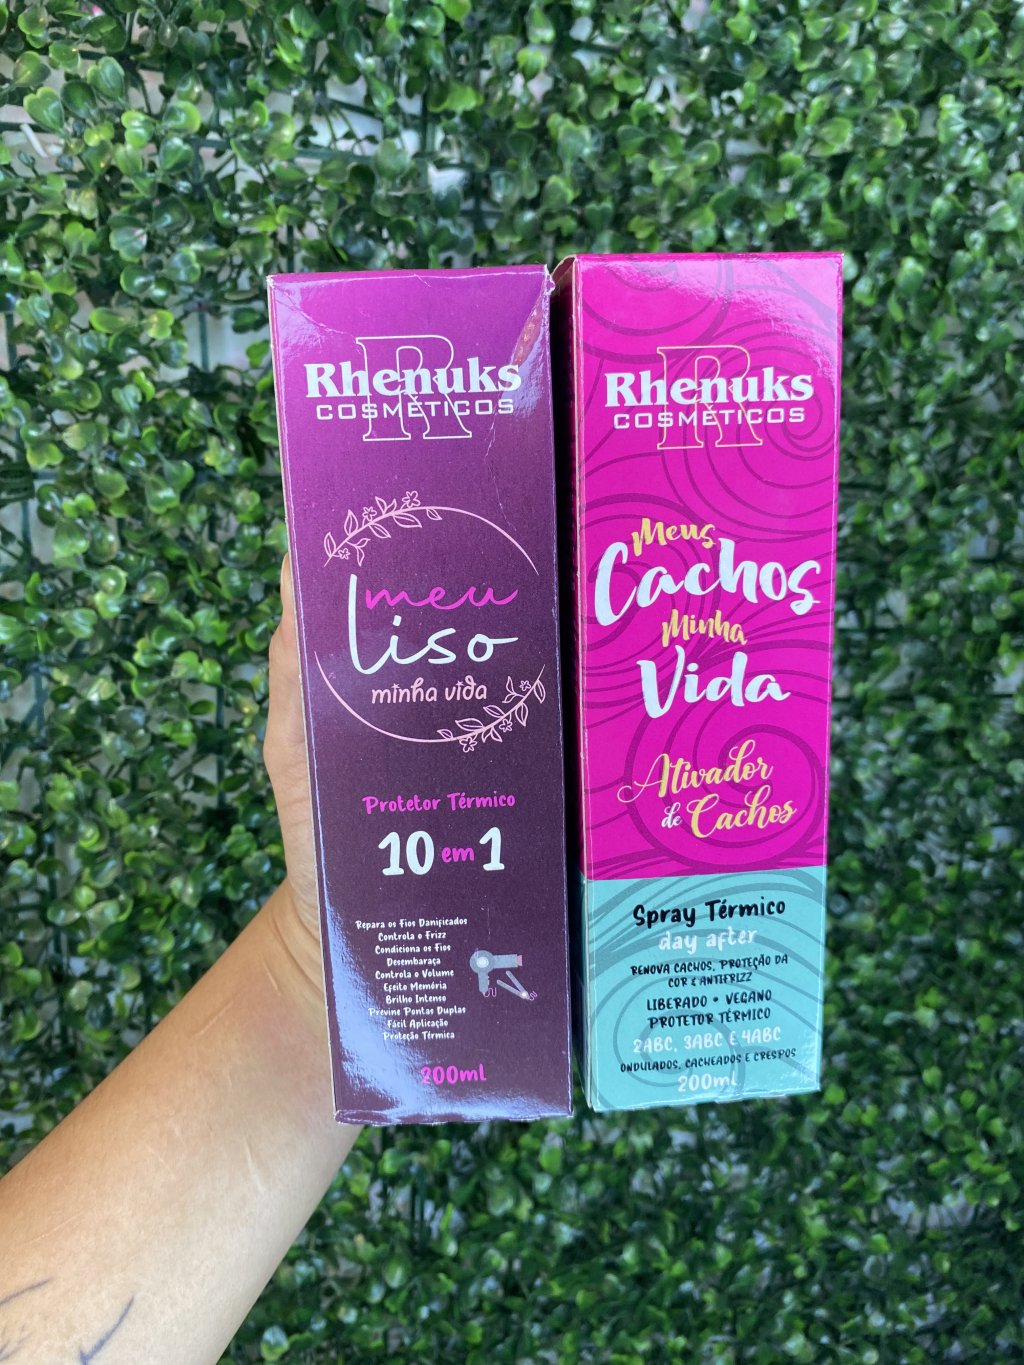 R
Rhenuks
COSMÉTICOS
meu
liso
minha vida
Protetor Térmico
10 em 1
Repara os Fios Danificados
Controla o Frizz
Condiciona os Fios
Desembaraça
Controla o Volume
Efeito Memória
Brilho Intenso
Previne Pontas Duplas
Fácil Aplicação
Proteção Térmica
200ml
R
Rhenuks
COSMÉTICOS
Meus
Cachos
Minha
Vida
Ativador
de Cachos
Spray Térmico
day after
RENOVA CACHOS, PROTEÇÃO DA
COR E ANTIFRIZZ
LIBERADO • VEGANO
PROTETOR TÉRMICO
2ABC, 3ABC E 4ABC
ONDULADOS, CACHEADOS E CRESPOS
200ml